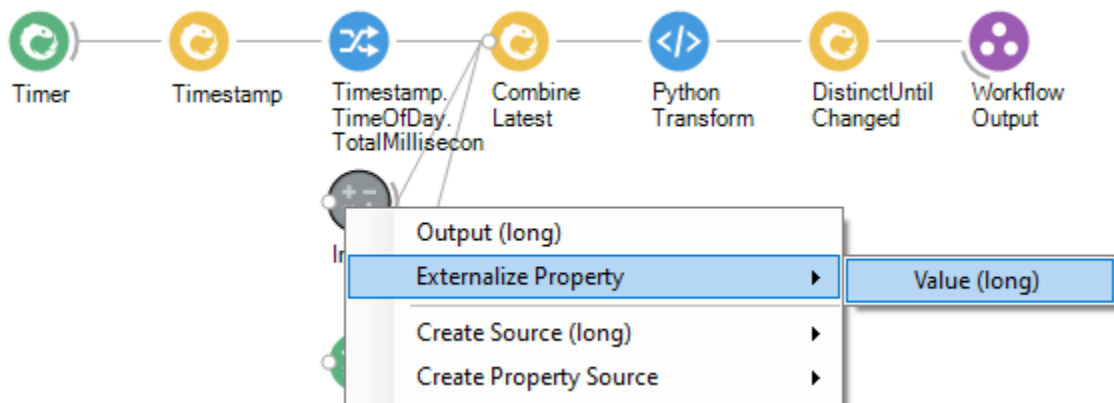 Timer
Timestamp
Timestamp.
TimeOfDay.
TotalMillisecon
Combine
Latest
Python
Transform
DistinctUntil
Changed
Workflow
Output
Output (long)
Externalize Property
Value (long)
Create Source (long)
Create Property Source